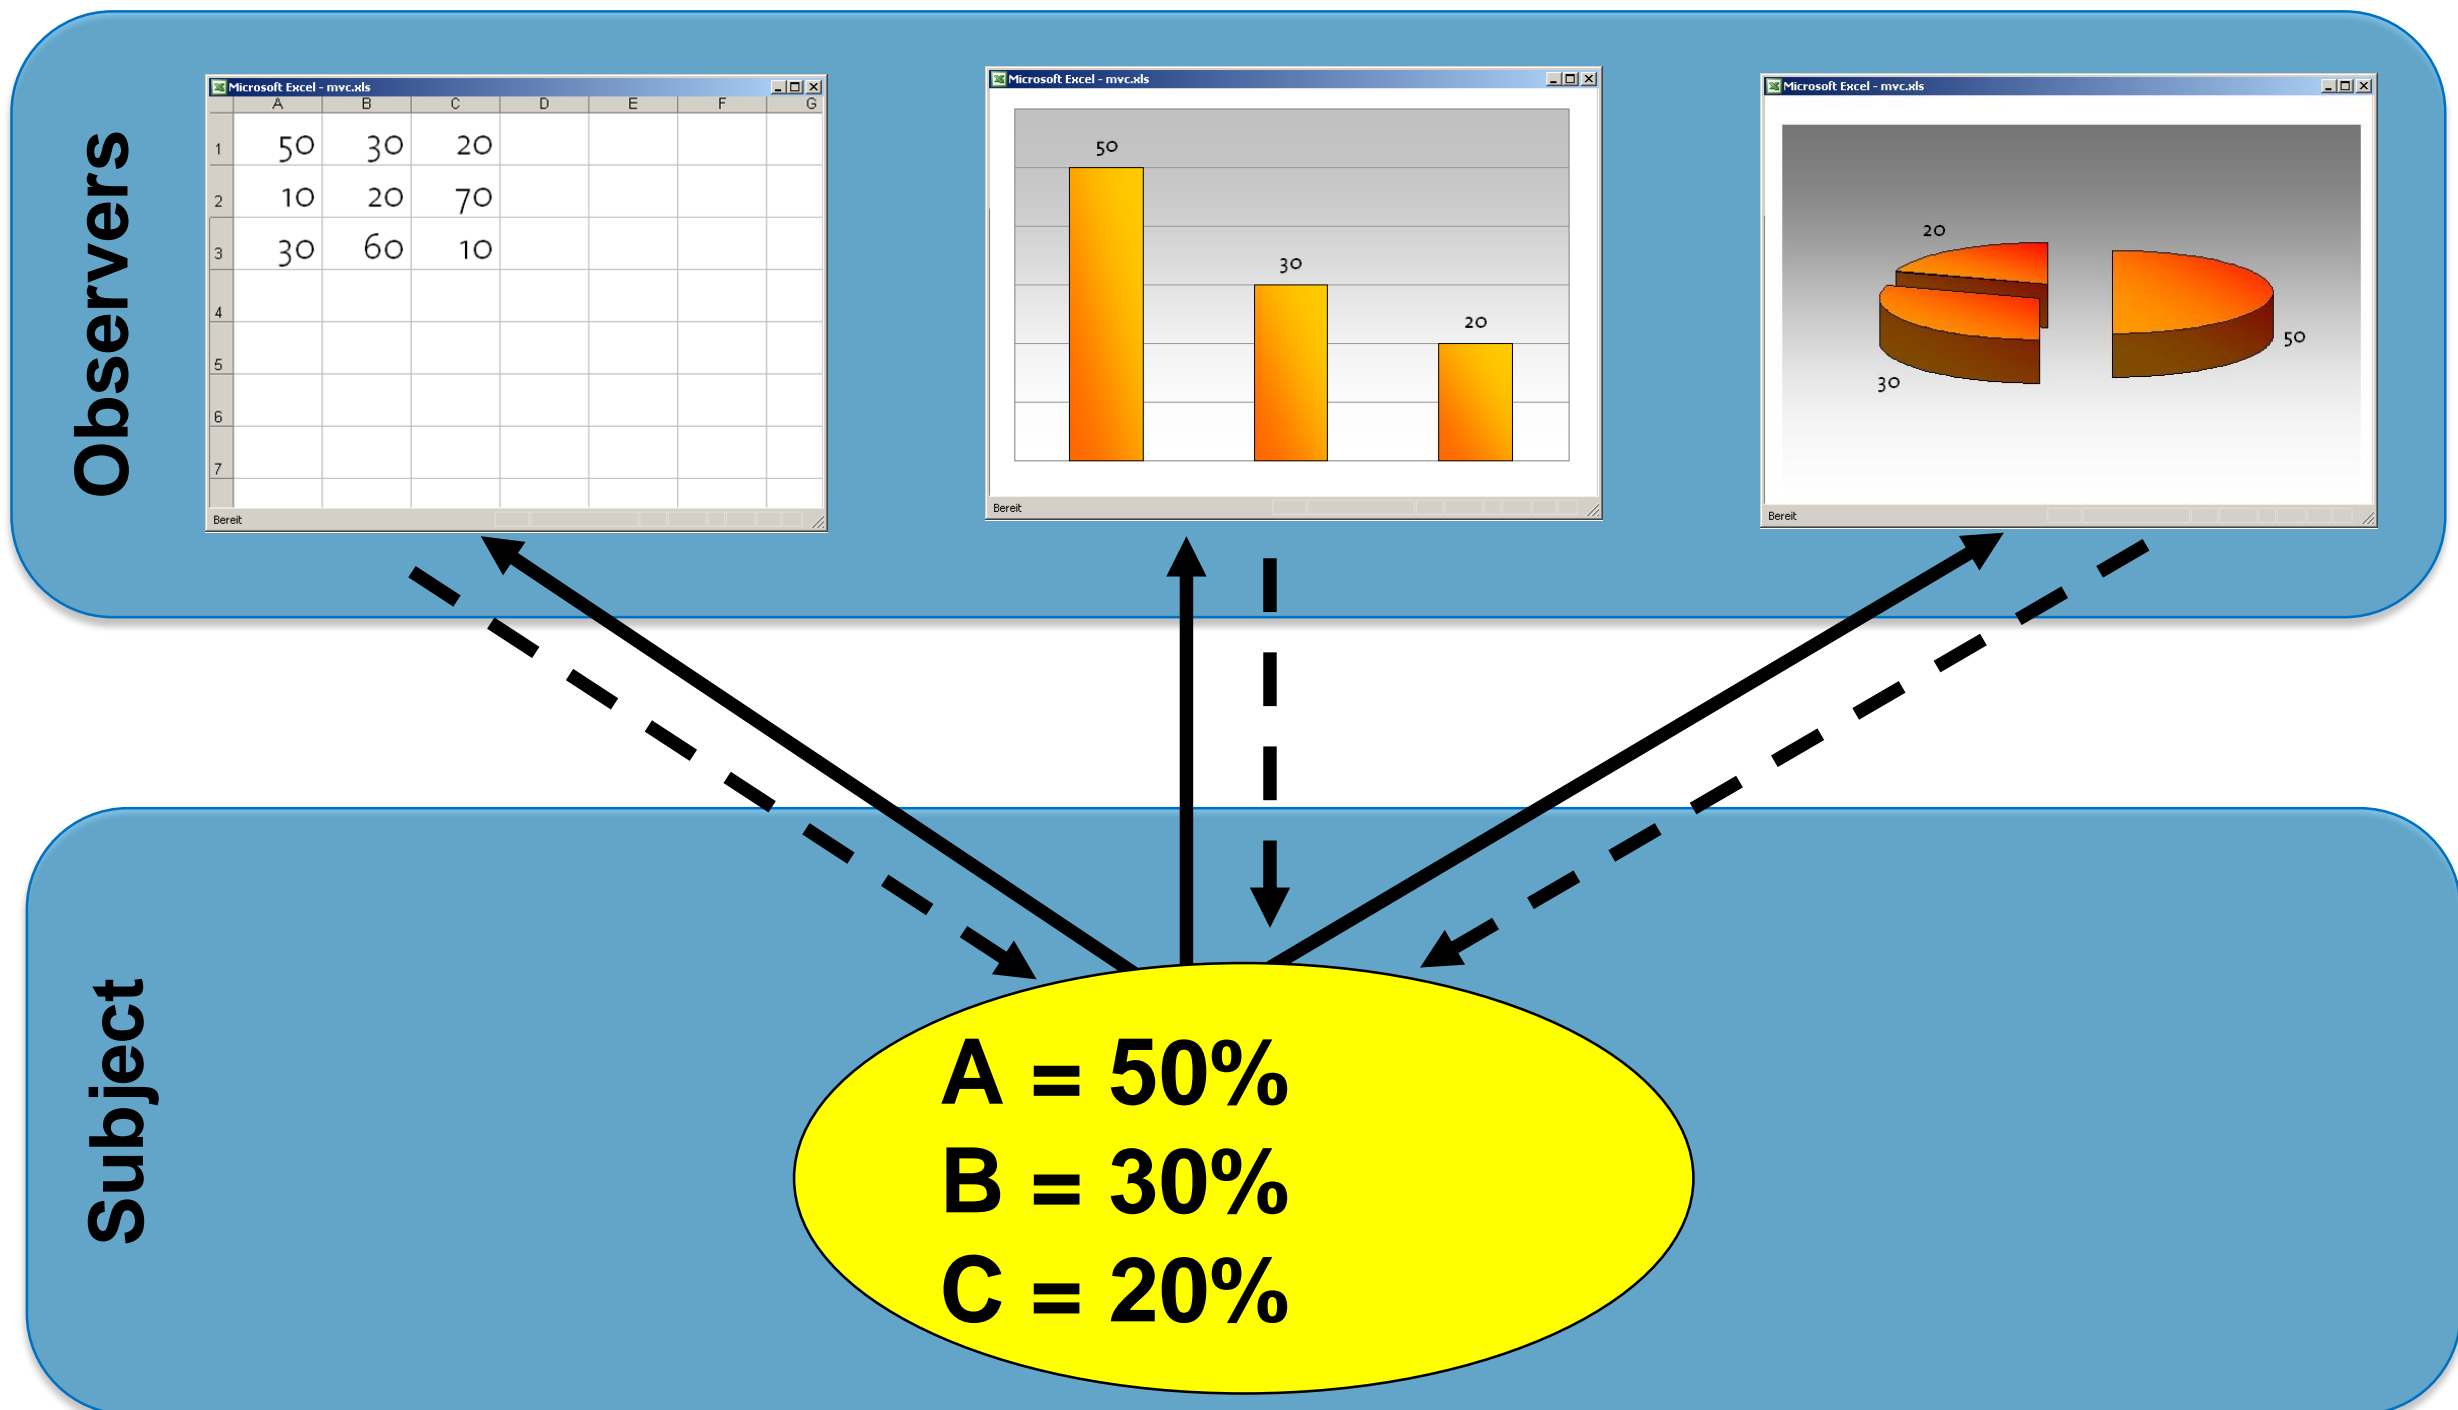 Observers
Microsoft Excel - mvc.xls
A B C D E F G
1 50 30 20
2 10 20 70
3 30 60 10
4
5
6
7
Bereit
Microsoft Excel - mvc.xls
50
30
20
Bereit
Microsoft Excel - mvc.xls
20
50
30
Bereit
Subject
A = 50%
B = 30%
C = 20%